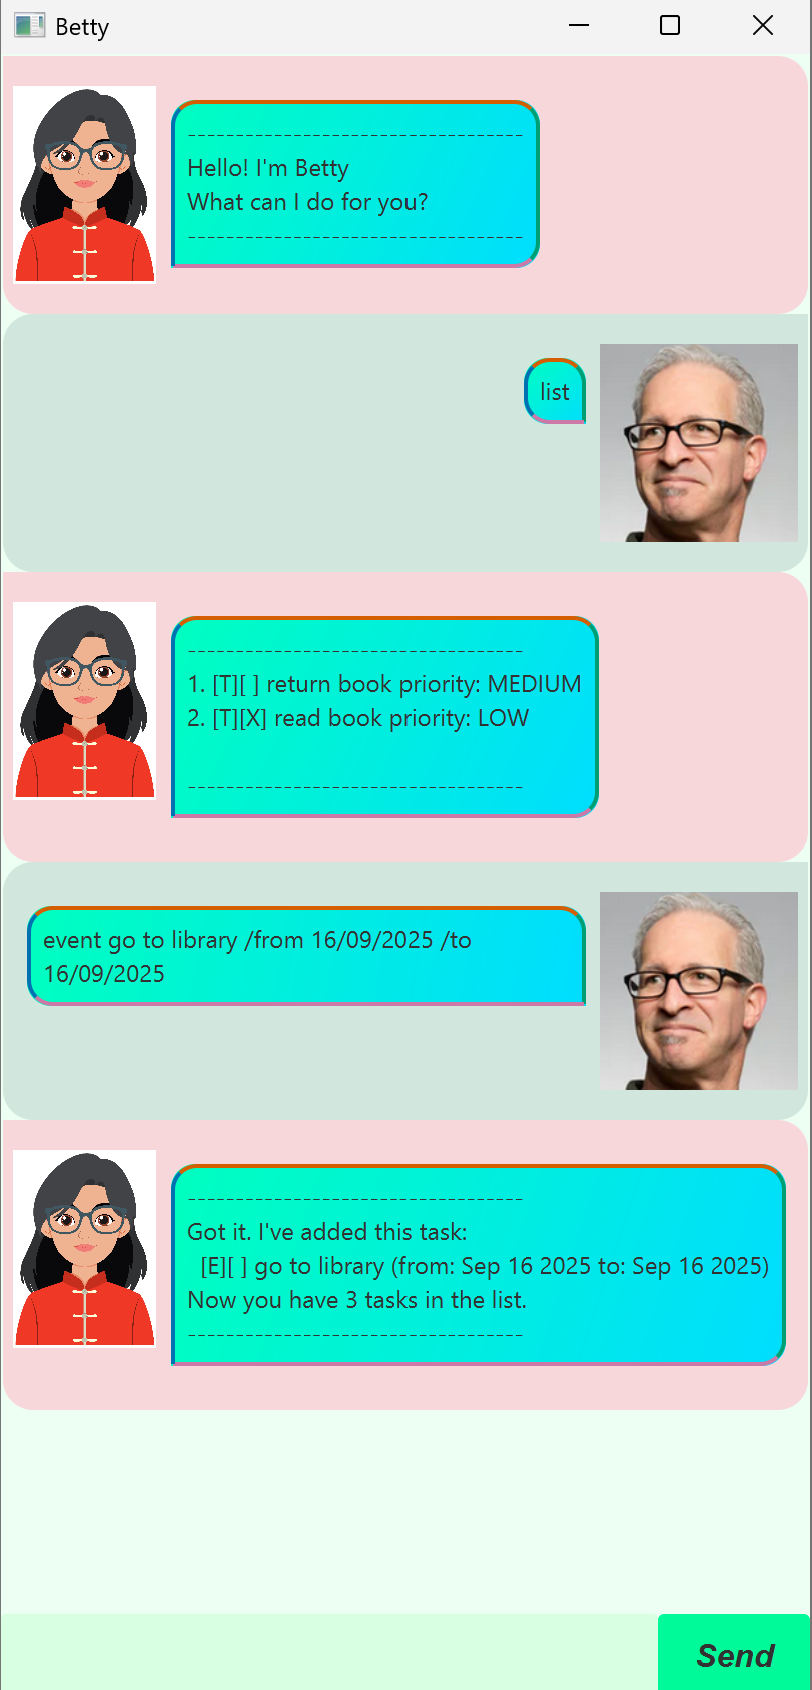 Betty
----------------------------------
Hello! I'm Betty
What can I do for you?
----------------------------------
list
----------------------------------
1. [T][ ] return book priority: MEDIUM
2. [T][X] read book priority: LOW
----------------------------------
event go to library /from 16/09/2025 /to
16/09/2025
----------------------------------
Got it. I've added this task:
[E][ ] go to library (from: Sep 16 2025 to: Sep 16 2025)
Now you have 3 tasks in the list.
----------------------------------
Send